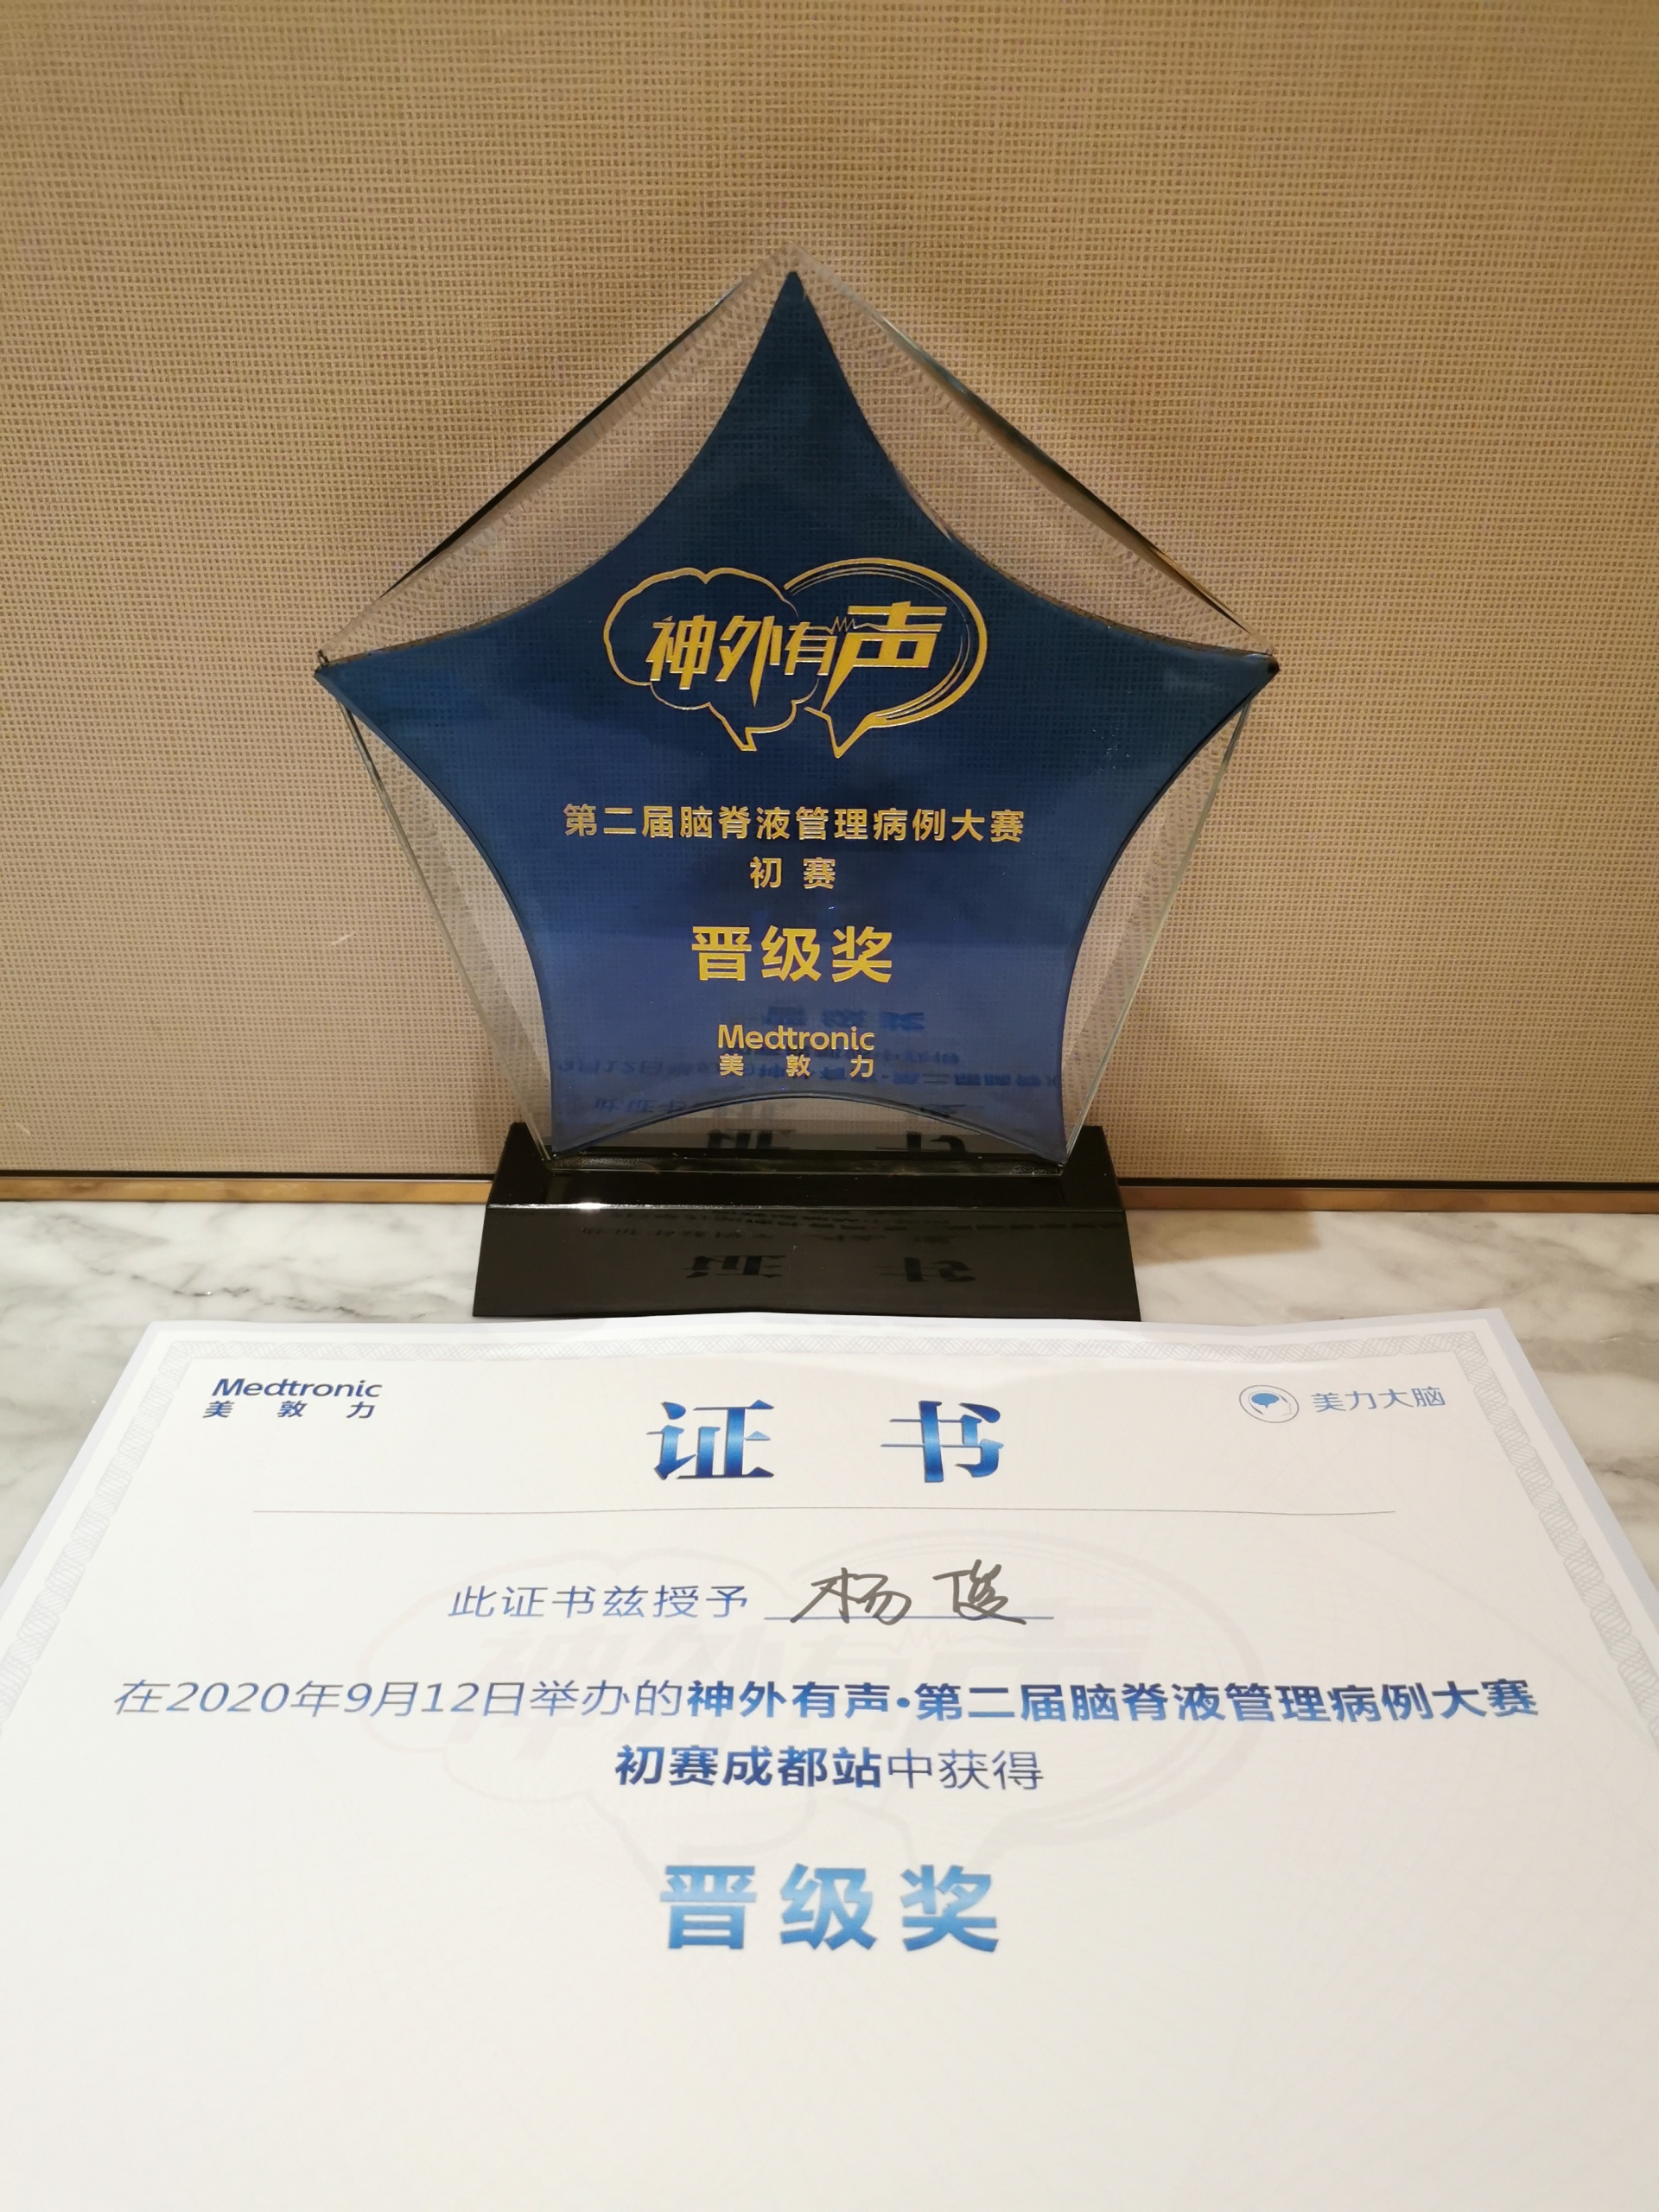 神外有声
第二届脑脊液管理病例大赛
初赛
晋级奖
Medtronic
美敦力
Medtronic
美敦力
美力大脑
证书
此证书兹授予 杨俊
在2020年9月12日举办的神外有声·第二届脑脊液管理病例大赛
初赛成都站中获得
晋级奖